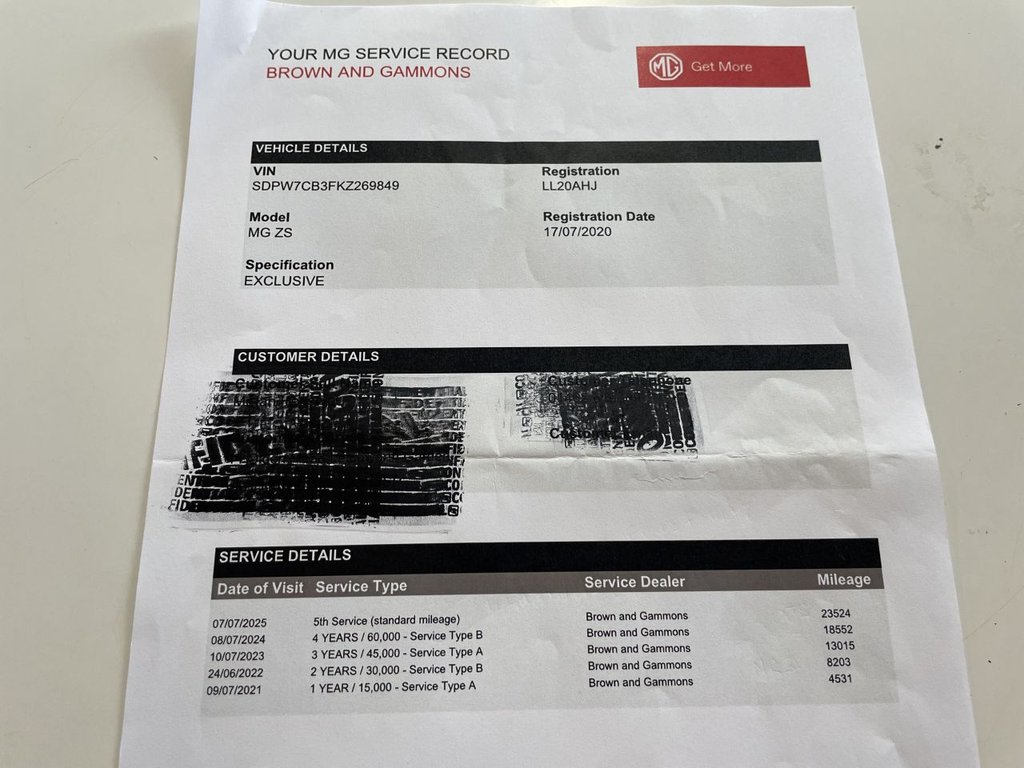 YOUR MG SERVICE RECORD
BROWN AND GAMMONS
MG Get More
VEHICLE DETAILS
VIN Registration
SDPW7CB3FKZ269849 LL20AHJ
Model Registration Date
MG ZS 17/07/2020
Specification
EXCLUSIVE
CUSTOMER DETAILS
SERVICE DETAILS
Date of Visit Service Type Service Dealer Mileage
07/07/2025 5th Service (standard mileage) Brown and Gammons 23524
08/07/2024 4 YEARS / 60,000 - Service Type B Brown and Gammons 18552
10/07/2023 3 YEARS / 45,000 - Service Type A Brown and Gammons 13015
24/06/2022 2 YEARS / 30,000 - Service Type B Brown and Gammons 8203
09/07/2021 1 YEAR / 15,000 - Service Type A Brown and Gammons 4531